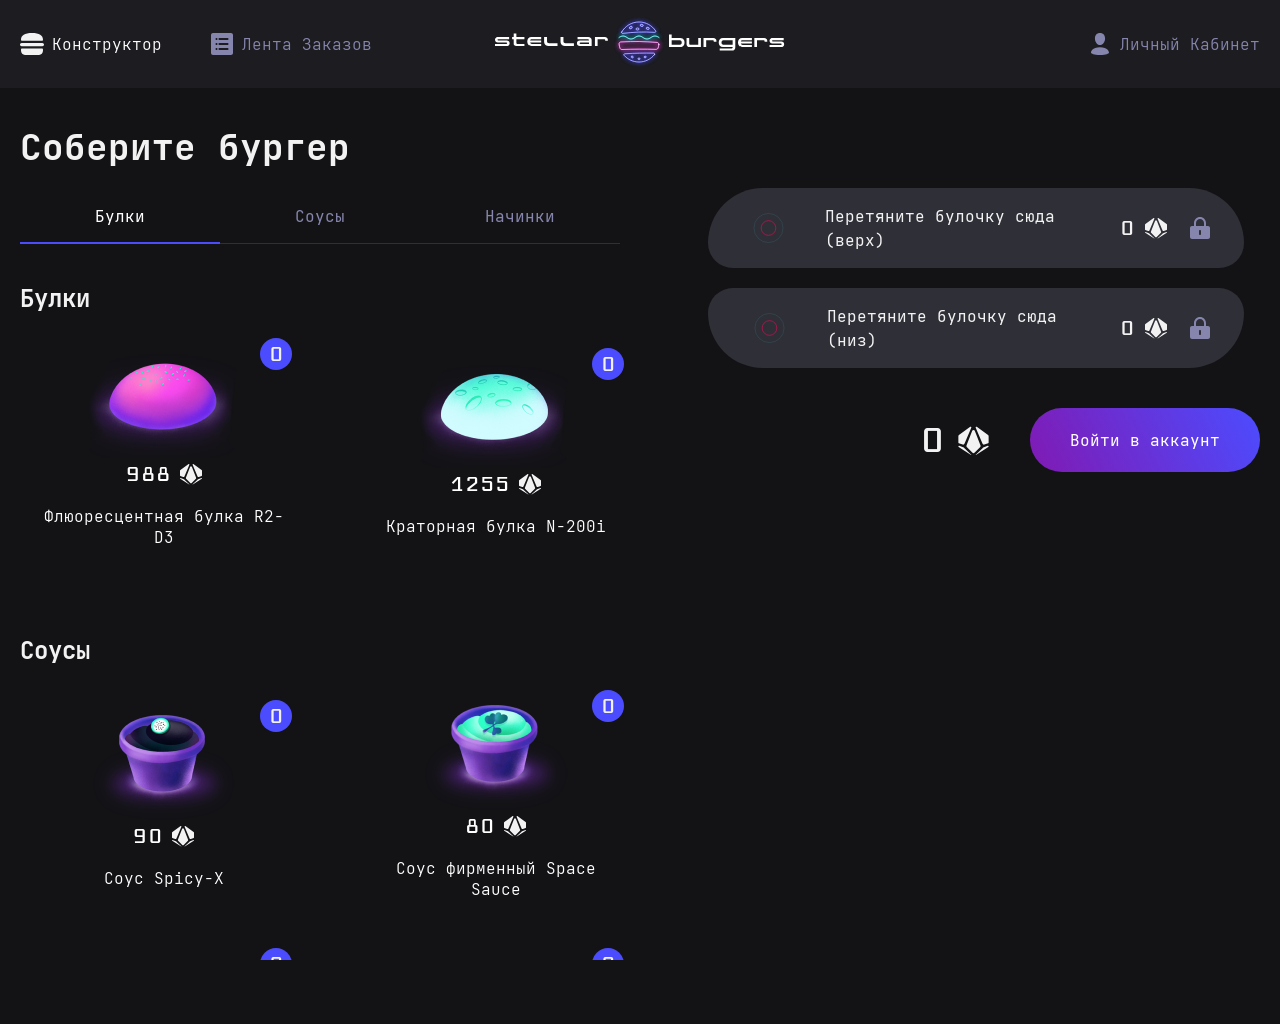 Конструктор
Лента Заказов
stellar burgers
Личный Кабинет
Соберите бургер
Булки
Соусы
Начинки
Перетяните булочку сюда
(верх)
0
Булки
Перетяните булочку сюда
(низ)
0
0
0
988
1255
Флюоресцентная булка R2-
D3
Краторная булка N-200i
0
Войти в аккаунт
Соусы
0
0
90
80
Соус Spicy-X
Соус фирменный Space
Sauce